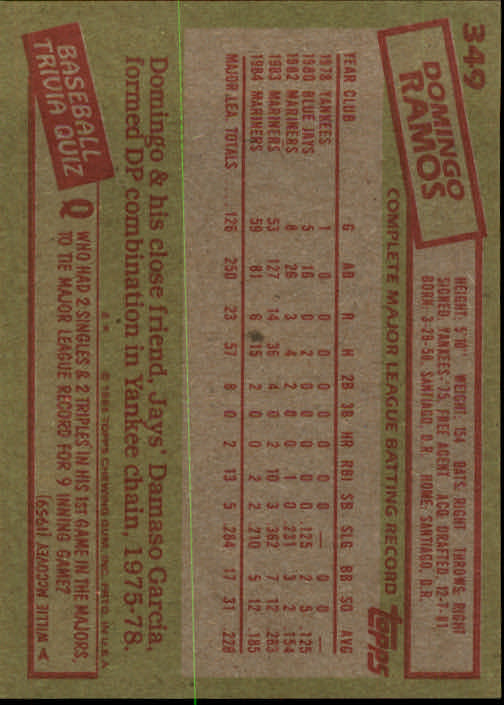 349
DOMINGO
RAMOS
HEIGHT: 5'10" WEIGHT: 154 BATS: RIGHT THROWS: RIGHT
SIGNED: YANKEES-'75, FREE AGENT ACQ: DRAFTED, 12-7-81
BORN: 3-29-58, SANTIAGO, D.R. HOME: SANTIAGO, D.R.
COMPLETE MAJOR LEAGUE BATTING RECORD
topps
YEAR CLUB G AB R H 2B 3B HR RBI SB SLG BB SO AVG
1978 YANKEES 1 0 0 0 0 0 0 0 0 — 0 0 —
1980 BLUE JAYS 5 16 0 2 0 0 0 0 0 .125 2 5 .125
1982 MARINERS 8 26 3 4 2 0 0 1 0 .231 3 2 .154
1983 MARINERS 53 127 14 36 4 0 2 10 3 .362 7 12 .283
1984 MARINERS 59 81 6 15 2 0 0 2 2 .210 5 12 .185
MAJOR LEA. TOTALS 126 250 23 57 8 0 2 13 5 .284 17 31 .228
Domingo & his close friend, Jays' Damaso Garcia,
formed DP combination in Yankee chain, 1975-78.
© 1985 TOPPS CHEWING GUM, INC. PRTD. IN U.S.A.
BASEBALL
TRIVIA QUIZ
Q WHO HAD 2 SINGLES & 2 TRIPLES IN HIS 1ST GAME IN THE MAJORS,
TO TIE MAJOR LEAGUE RECORD FOR 9 INNING GAME?
A WILLIE MCCOVEY (1959)